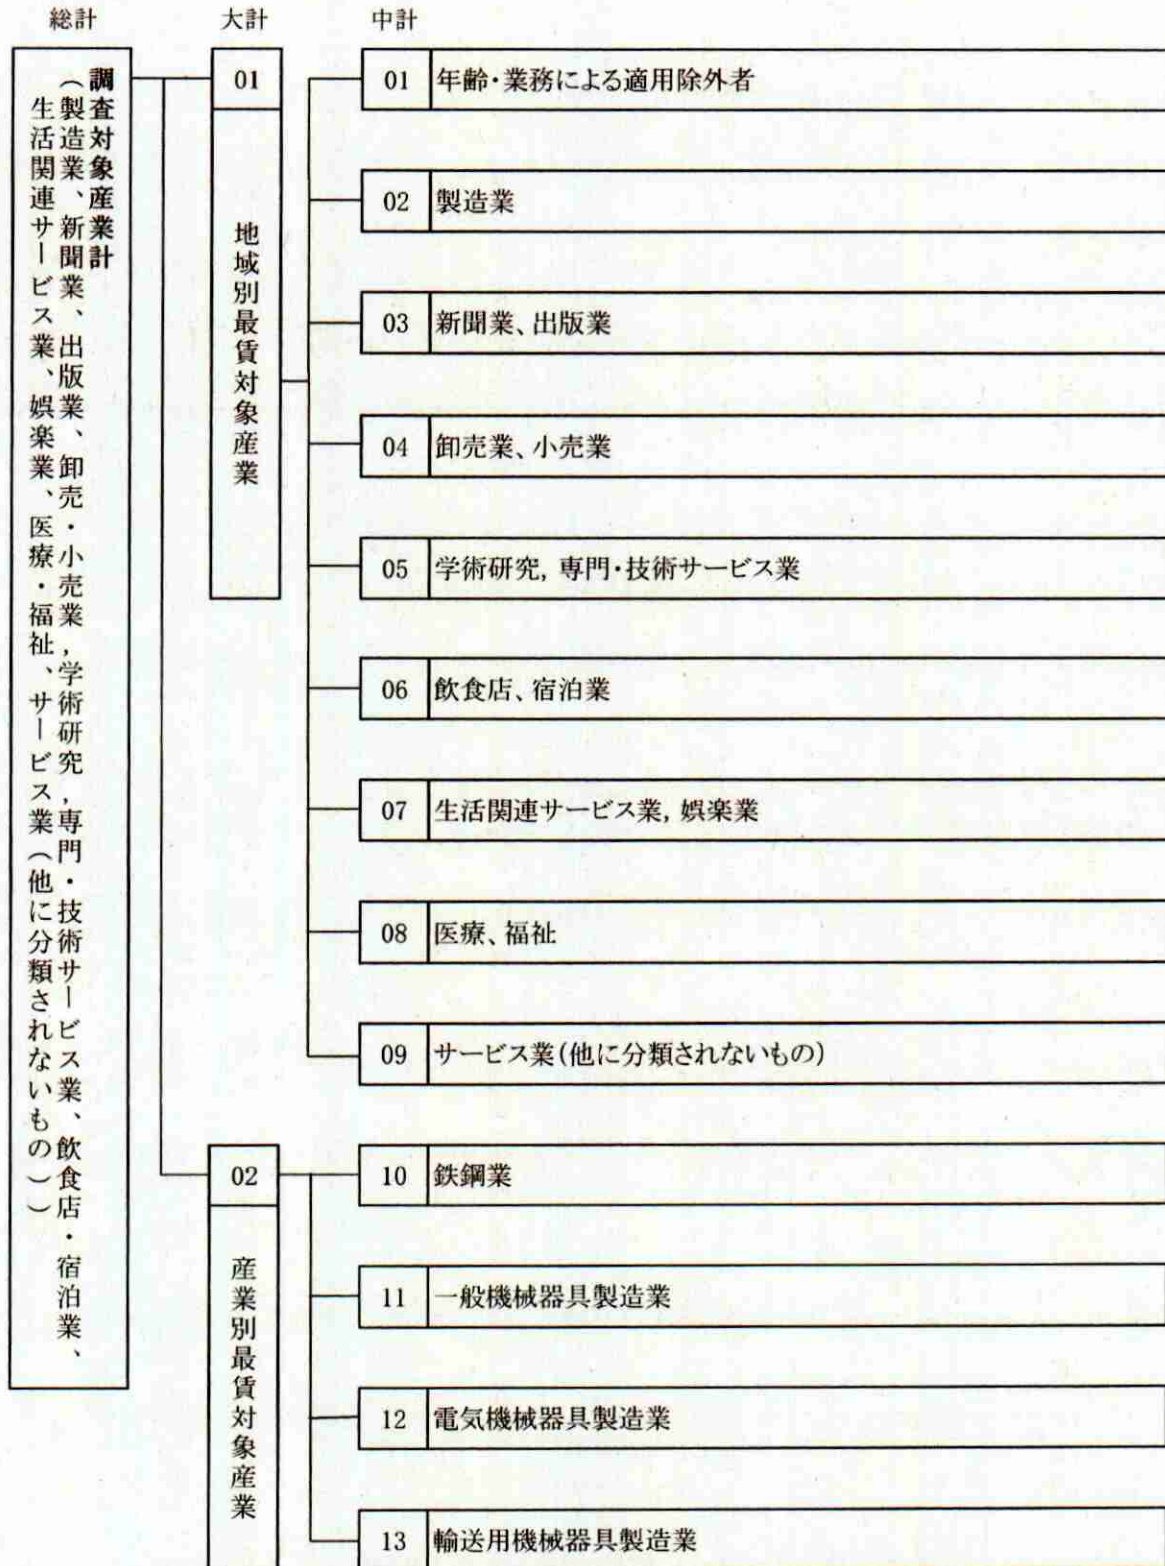 総計
大計
中計
調査対象産業計
（製造業、新聞業、出版業、卸売・小売業，学術研究，専門・技術サービス業、飲食店・宿泊業、
生活関連サービス業、娯楽業、医療・福祉、サービス業（他に分類されないもの））
01
地域別最賃対象産業
01 年齢・業務による適用除外者
02 製造業
03 新聞業、出版業
04 卸売業、小売業
05 学術研究, 専門・技術サービス業
06 飲食店、宿泊業
07 生活関連サービス業, 娯楽業
08 医療、福祉
09 サービス業(他に分類されないもの)
02
産業別最賃対象産業
10 鉄鋼業
11 一般機械器具製造業
12 電気機械器具製造業
13 輸送用機械器具製造業